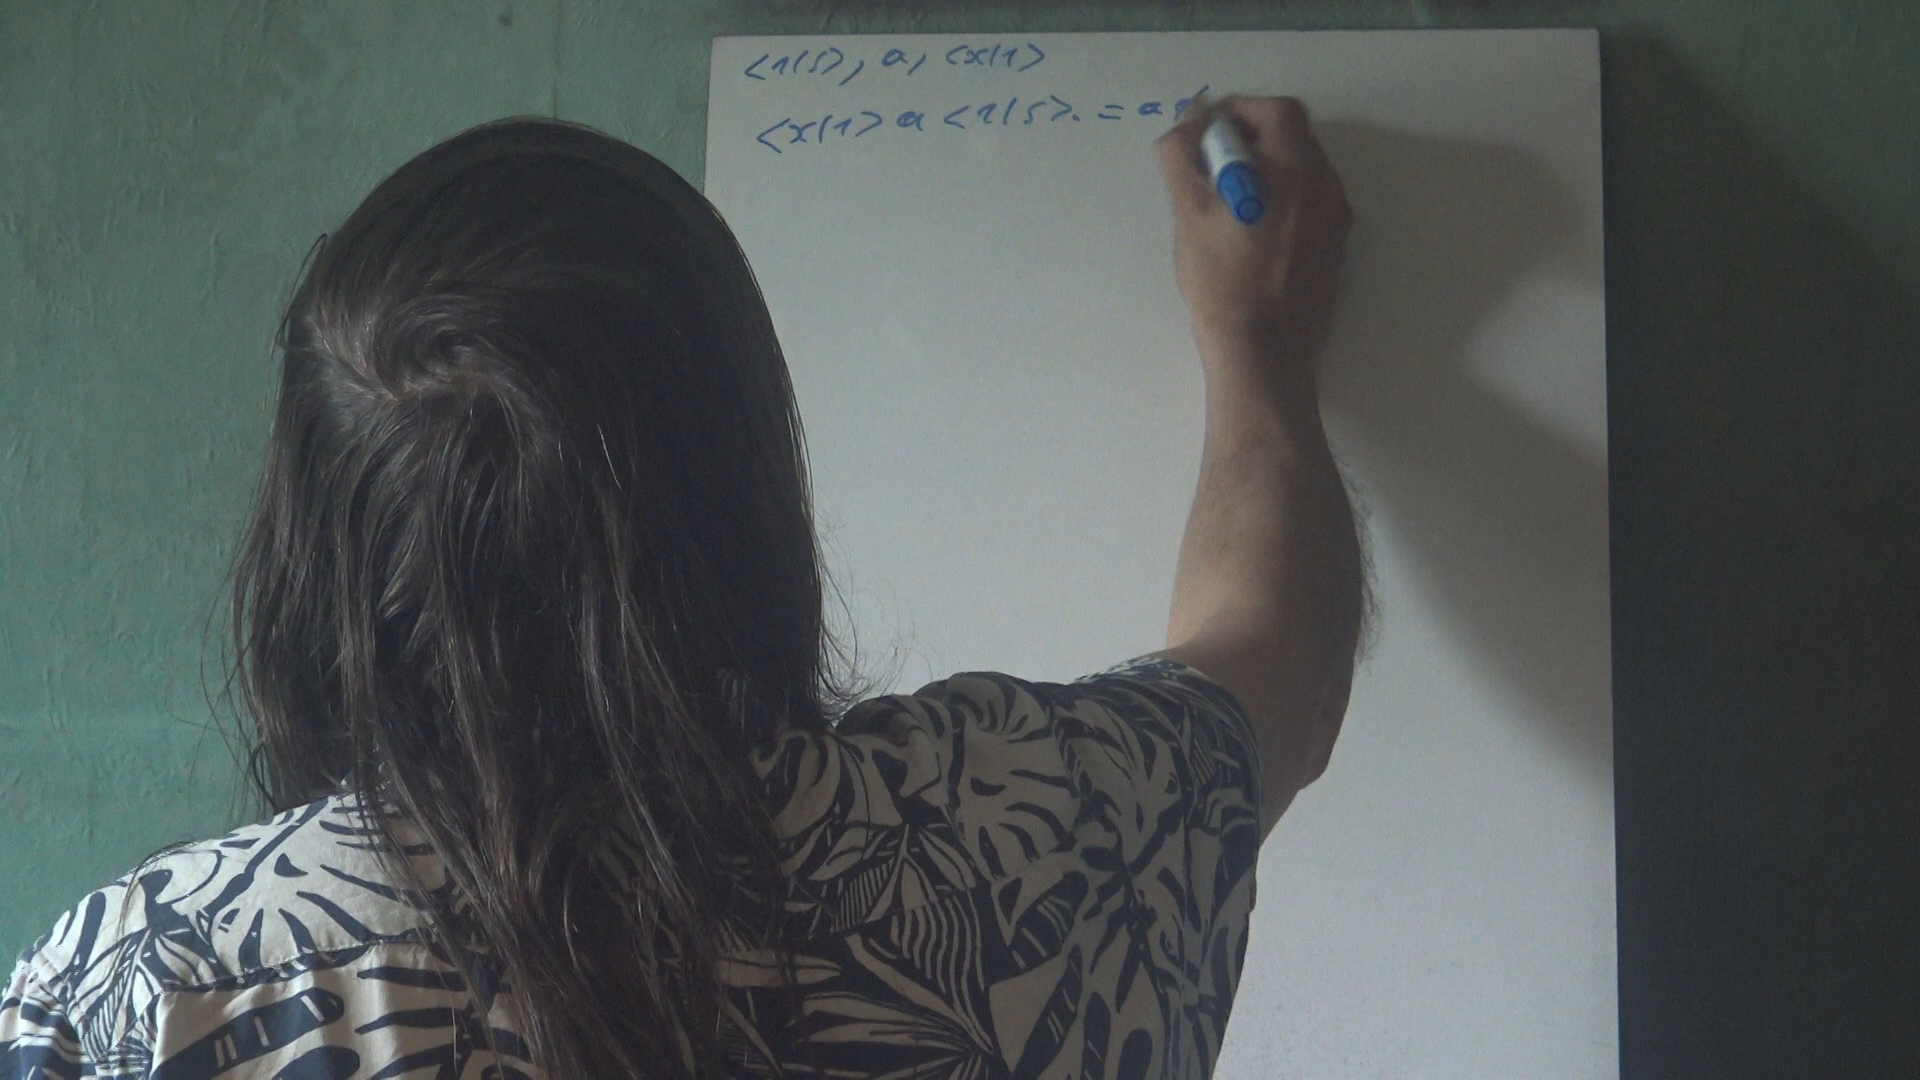 <1|s>, a, <x|1>
<x|1> a <1|s>. = a